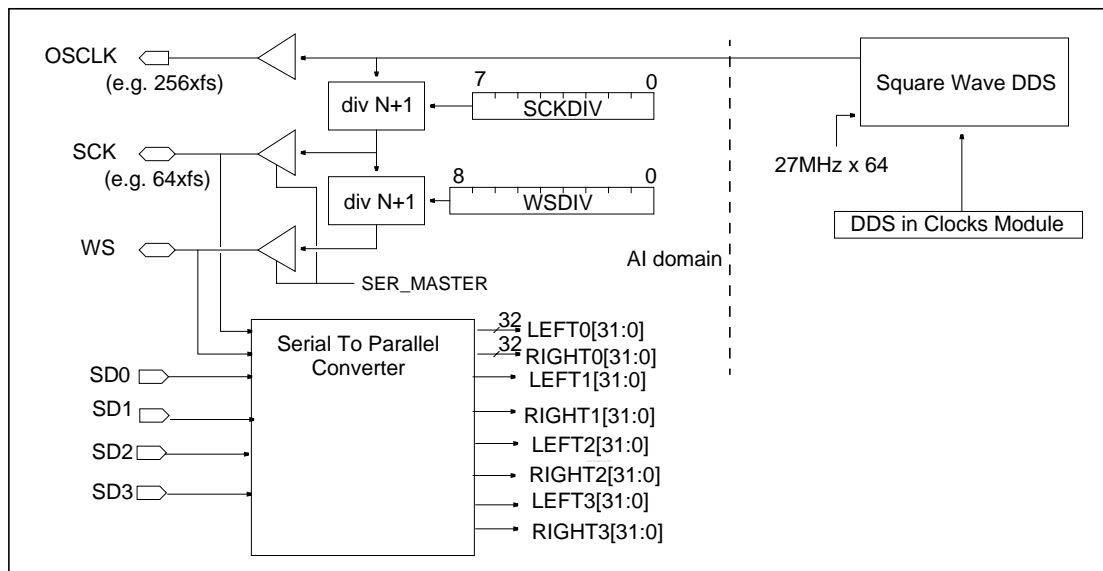 OSCLK
(e.g. 256xfs)
7 0
div N+1
SCKDIV
Square Wave DDS
SCK
(e.g. 64xfs)
27MHz x 64
8 0
div N+1
WSDIV
DDS in Clocks Module
WS
AI domain
SER_MASTER
Serial To Parallel
Converter
32
LEFT0[31:0]
32
RIGHT0[31:0]
SD0
LEFT1[31:0]
SD1
RIGHT1[31:0]
SD2
LEFT2[31:0]
RIGHT2[31:0]
SD3
LEFT3[31:0]
RIGHT3[31:0]